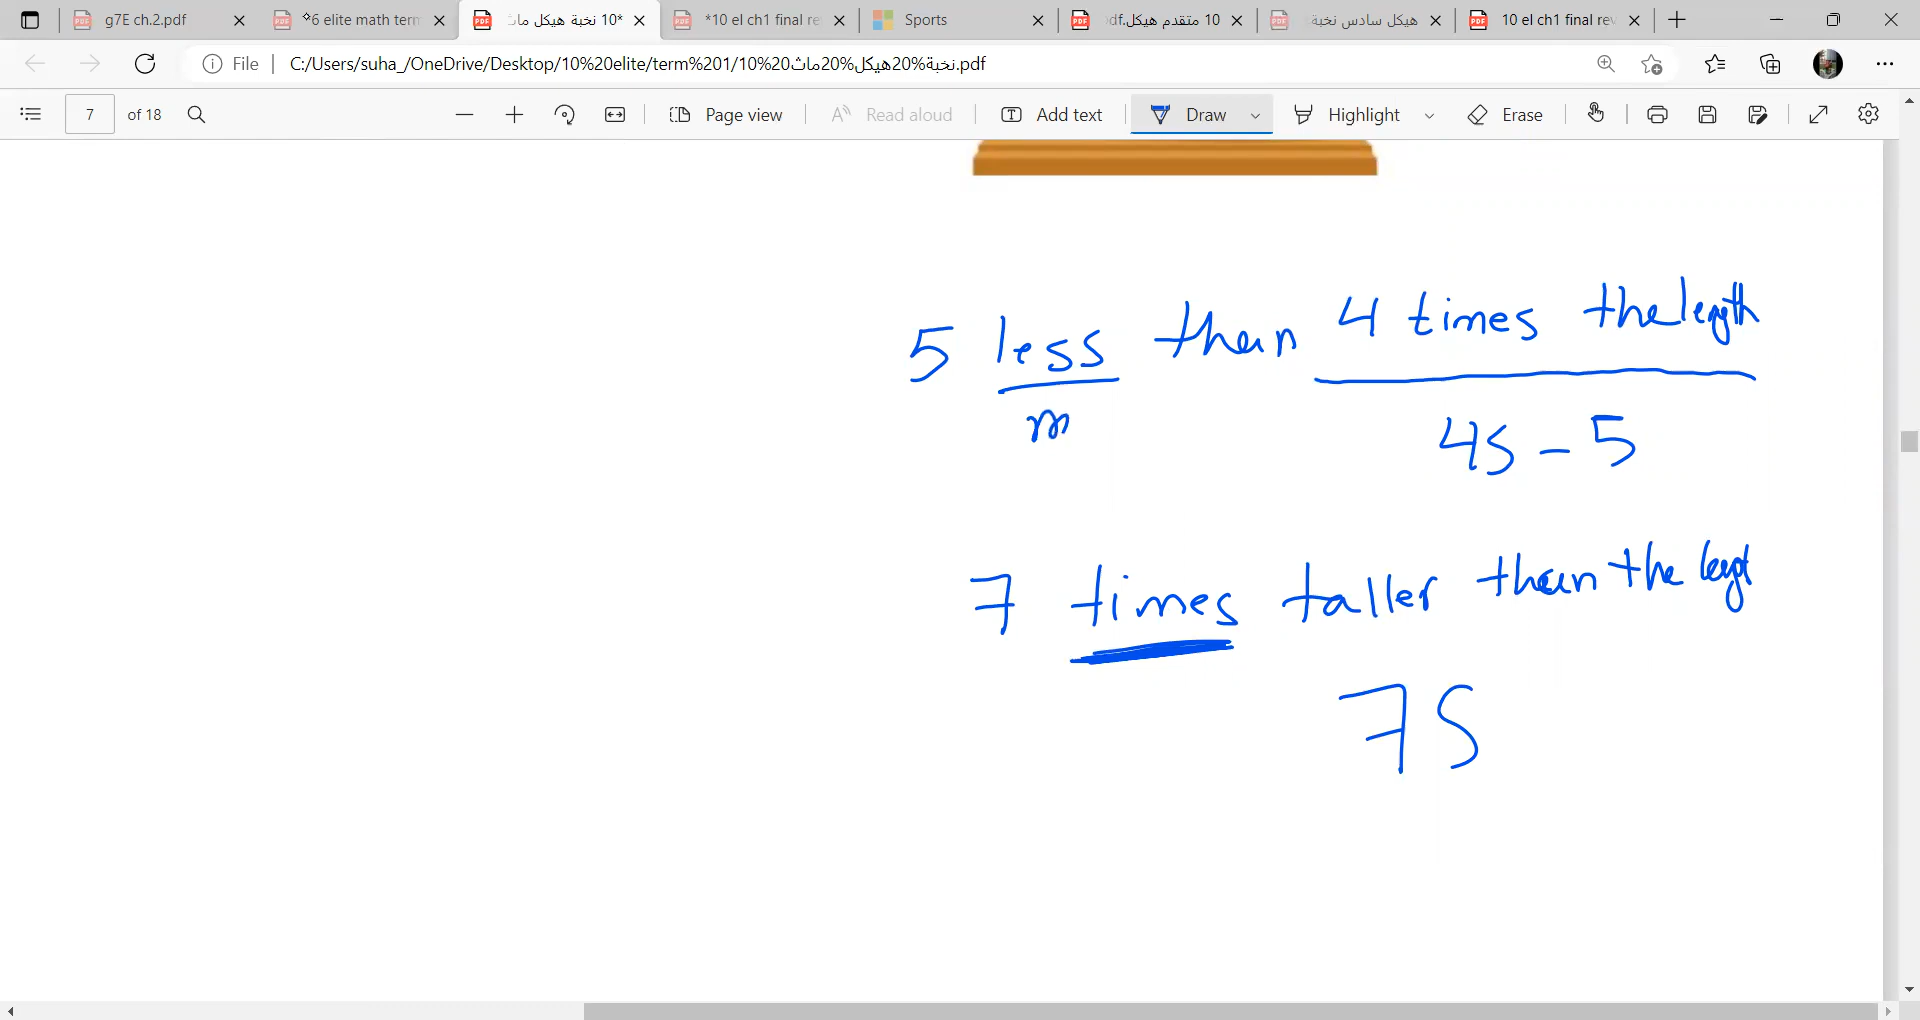 g7E ch.2.pdf
*6 elite math term
*10 نخبة هيكل ماث
*10 el ch1 final re
Sports
10 متقدم هيكل.pdf
هيكل سادس نخبة
10 el ch1 final rev
File
C:/Users/suha_/OneDrive/Desktop/10%20elite/term%201/10%20نخبة%20هيكل%20ماث.pdf
7 of 18
Page view
Read aloud
Add text
Draw
Highlight
Erase
5 less than 4 times the length
m
4s - 5
7 times taller than the
7s